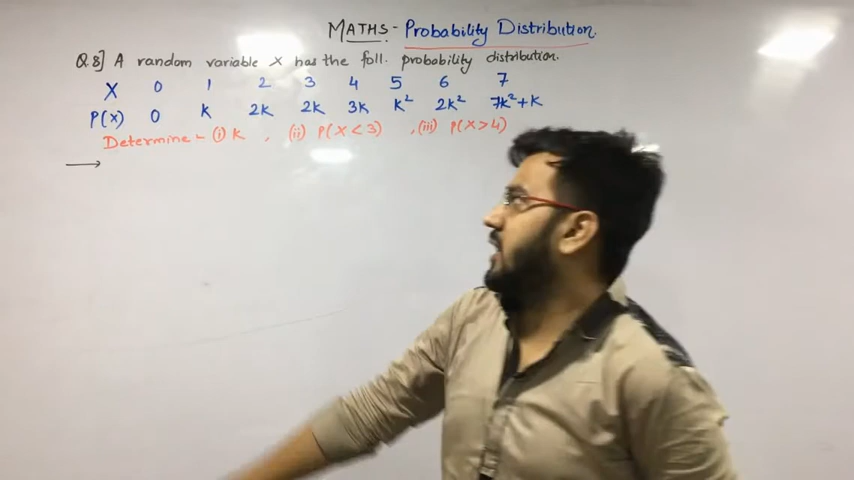 MATHS - Probability Distribution.
Q.8] A random variable X has the foll. probability distribution.
X 0 1 2 3 4 5 6 7
P(X) 0 K 2K 2K 3K K² 2K² 7K²+K
Determine :- (i) K , (ii) P(X<3) , (iii) P(X>4)
→